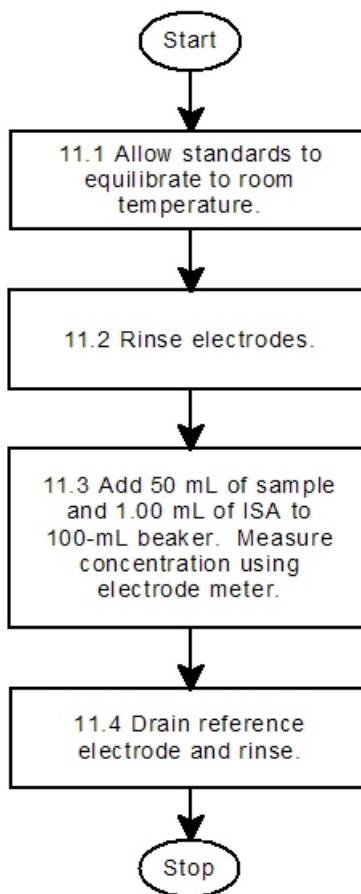 Start
11.1 Allow standards to
equilibrate to room
temperature.
11.2 Rinse electrodes.
11.3 Add 50 mL of sample
and 1.00 mL of ISA to
100-mL beaker. Measure
concentration using
electrode meter.
11.4 Drain reference
electrode and rinse.
Stop